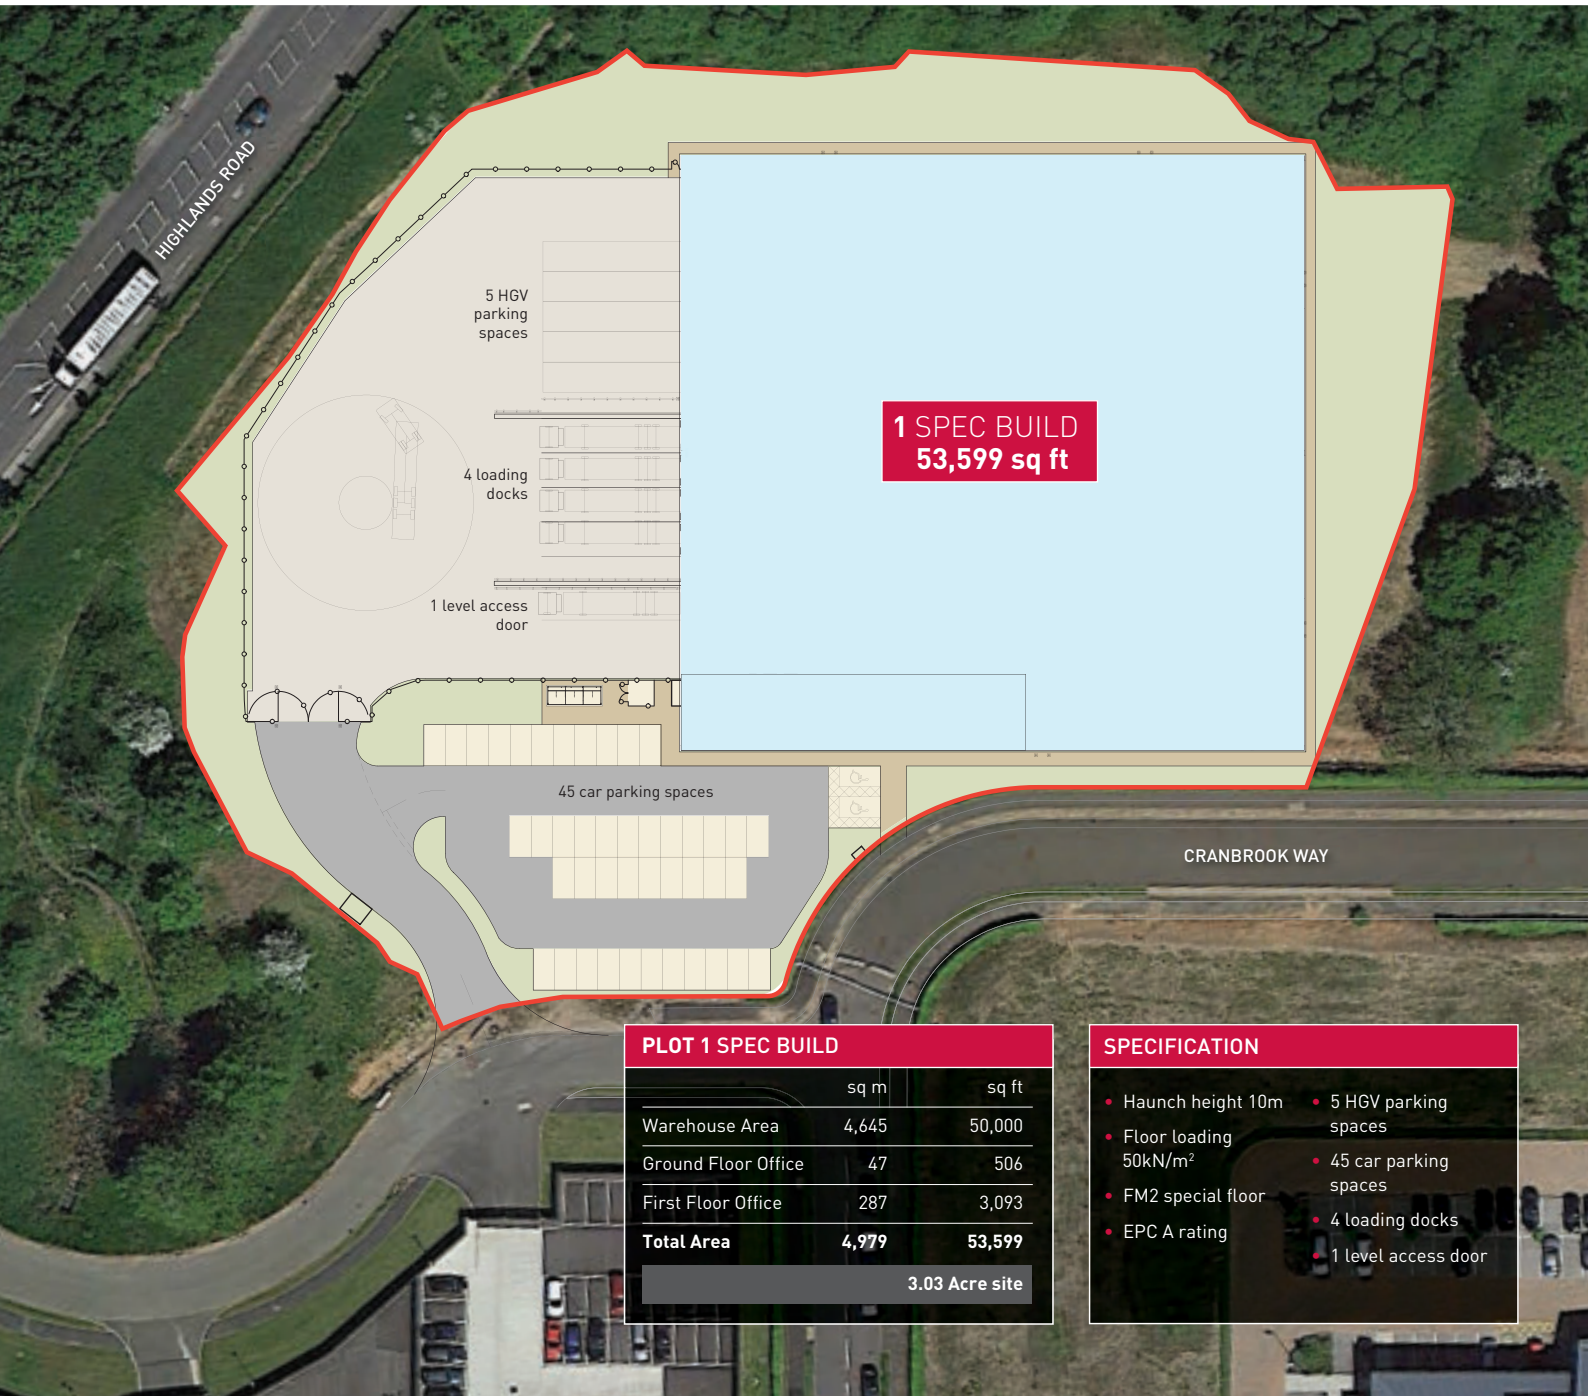 HIGHLANDS ROAD
5 HGV
parking
spaces
4 loading
docks
1 level access
door
1 SPEC BUILD
53,599 sq ft
45 car parking spaces
CRANBROOK WAY
PLOT 1 SPEC BUILD
sq m sq ft
Warehouse Area 4,645 50,000
Ground Floor Office 47 506
First Floor Office 287 3,093
Total Area 4,979 53,599
3.03 Acre site
SPECIFICATION
• Haunch height 10m
• Floor loading
50kN/m²
• FM2 special floor
• EPC A rating
• 5 HGV parking
spaces
• 45 car parking
spaces
• 4 loading docks
• 1 level access door